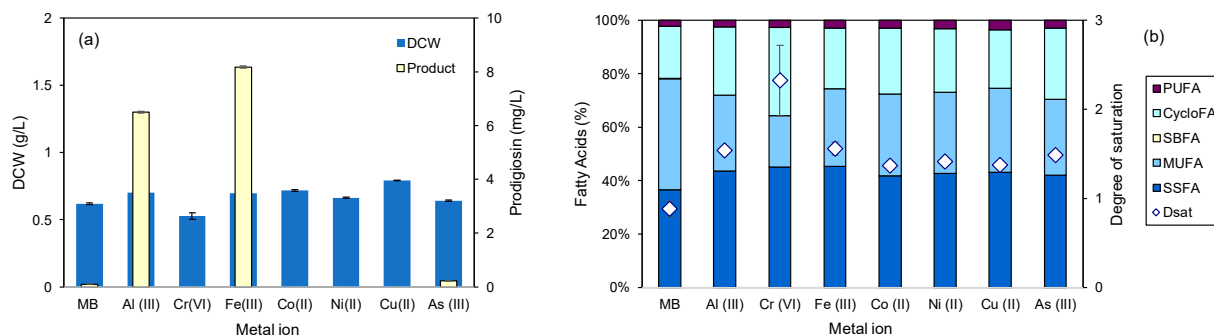 (a)
DCW
Product
2
1.5
1
0.5
0
DCW (g/L)
10
8
6
4
2
0
Prodigiosin (mg/L)
MB Al (III) Cr(VI) Fe(III) Co(II) Ni(II) Cu(II) As (III)
Metal ion
(b)
100%
80%
60%
40%
20%
0%
Fatty Acids (%)
3
2
1
0
Degree of saturation
MB Al (III) Cr (VI) Fe (III) Co (II) Ni (II) Cu (II) As (III)
Metal ion
PUFA
CycloFA
SBFA
MUFA
SSFA
Dsat